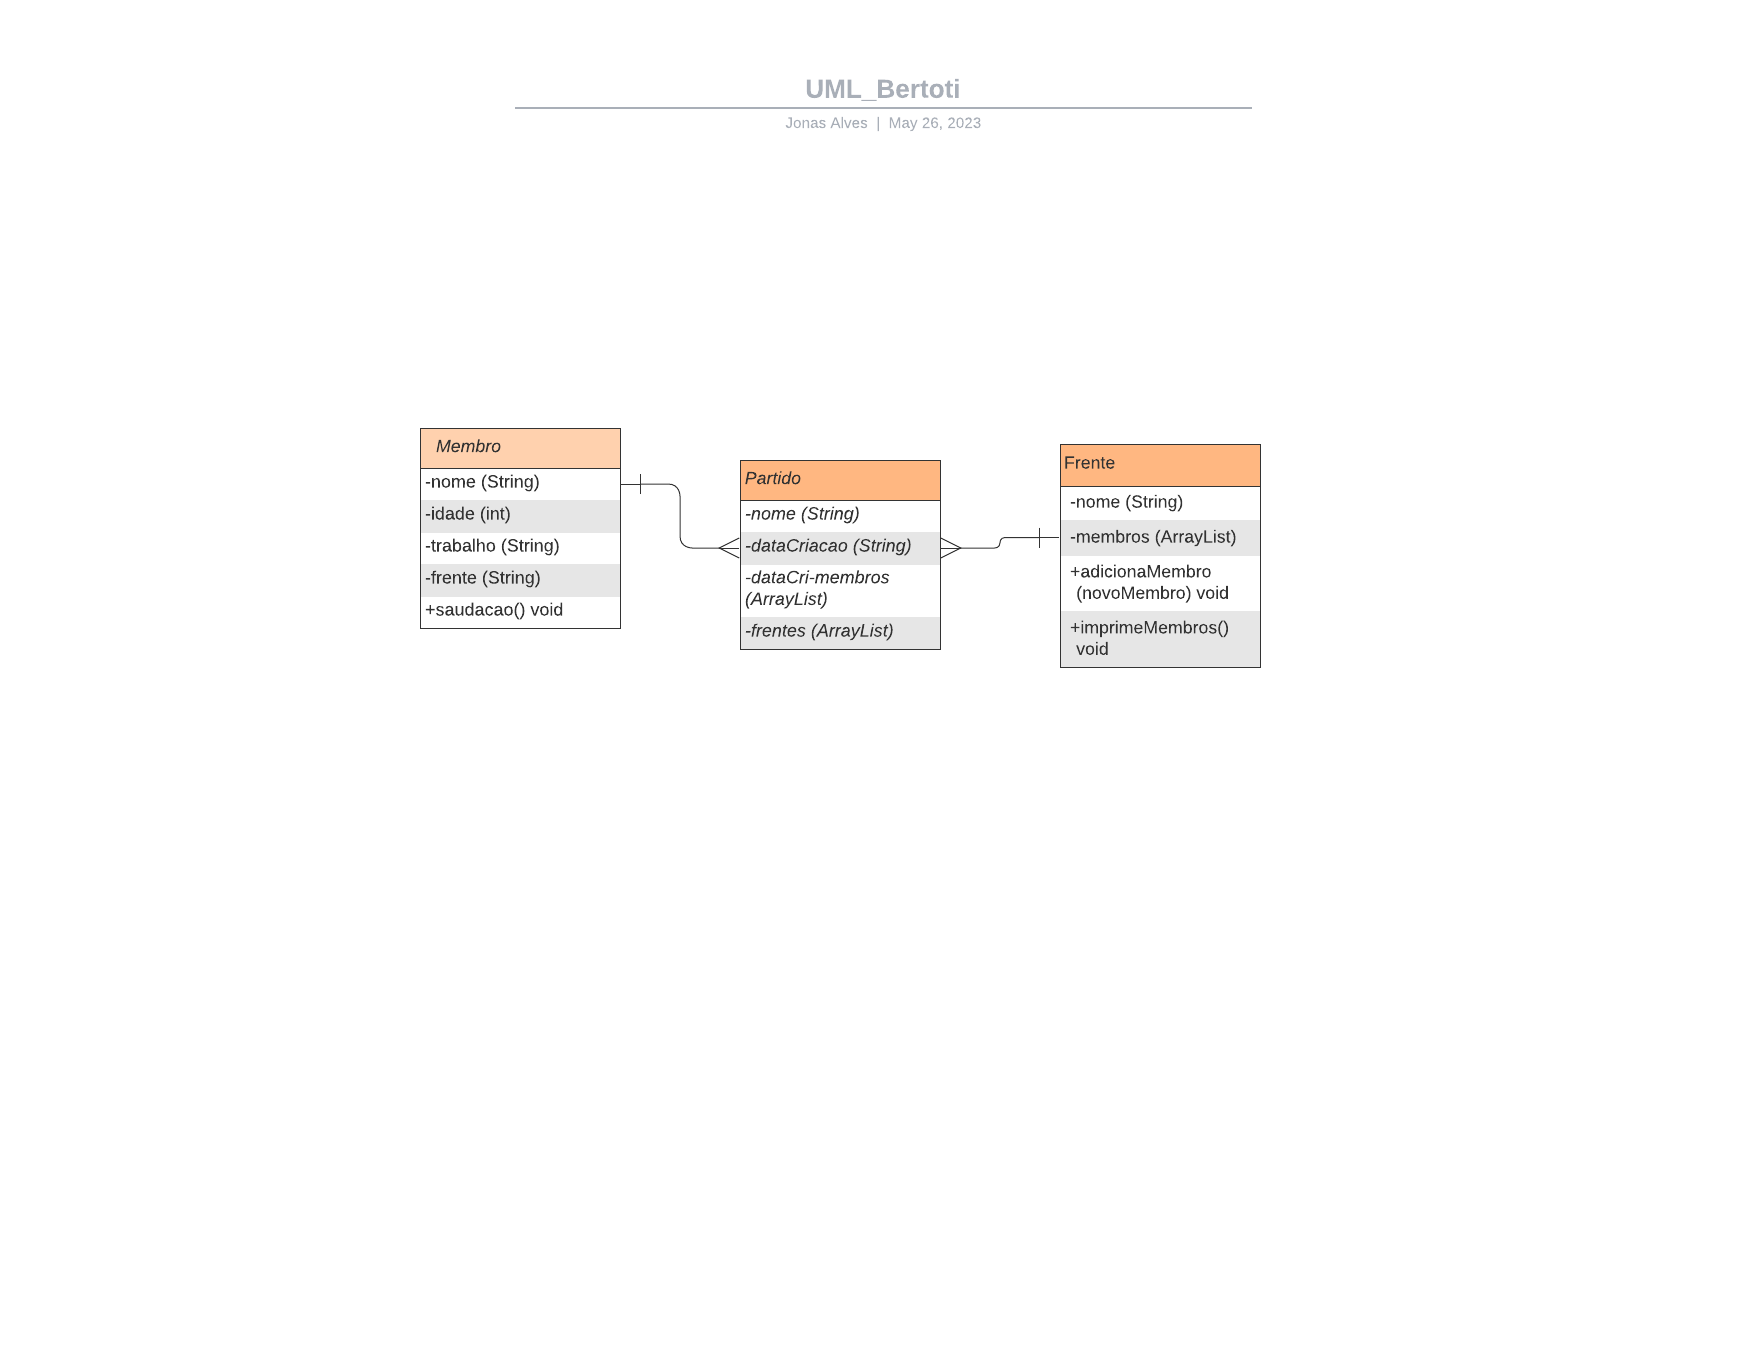 UML_Bertoti
Jonas Alves | May 26, 2023
Membro
-nome (String)
-idade (int)
-trabalho (String)
-frente (String)
+saudacao() void
Partido
-nome (String)
-dataCriacao (String)
-dataCri-membros
(ArrayList)
-frentes (ArrayList)
Frente
-nome (String)
-membros (ArrayList)
+adicionaMembro
(novoMembro) void
+imprimeMembros()
void